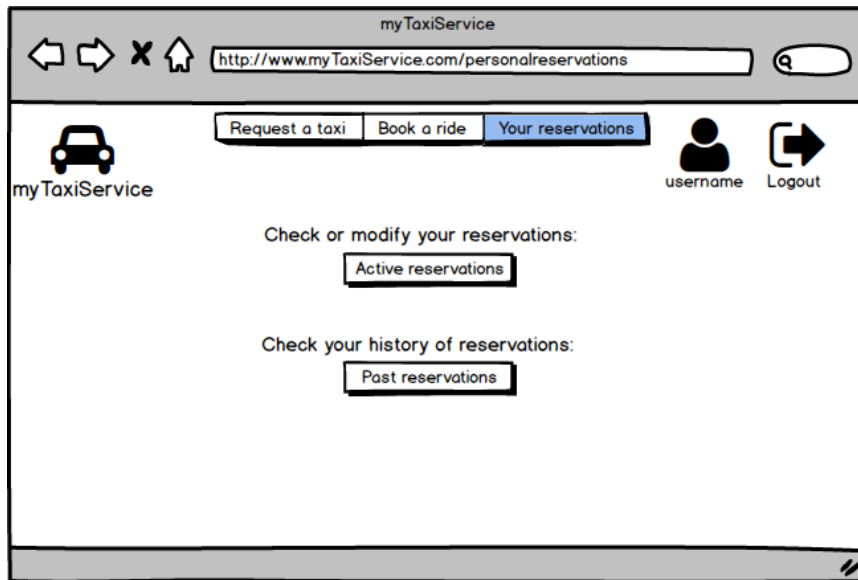 myTaxiService
http://www.myTaxiService.com/personalreservations
Request a taxi Book a ride Your reservations
myTaxiService
username Logout
Check or modify your reservations:
Active reservations
Check your history of reservations:
Past reservations